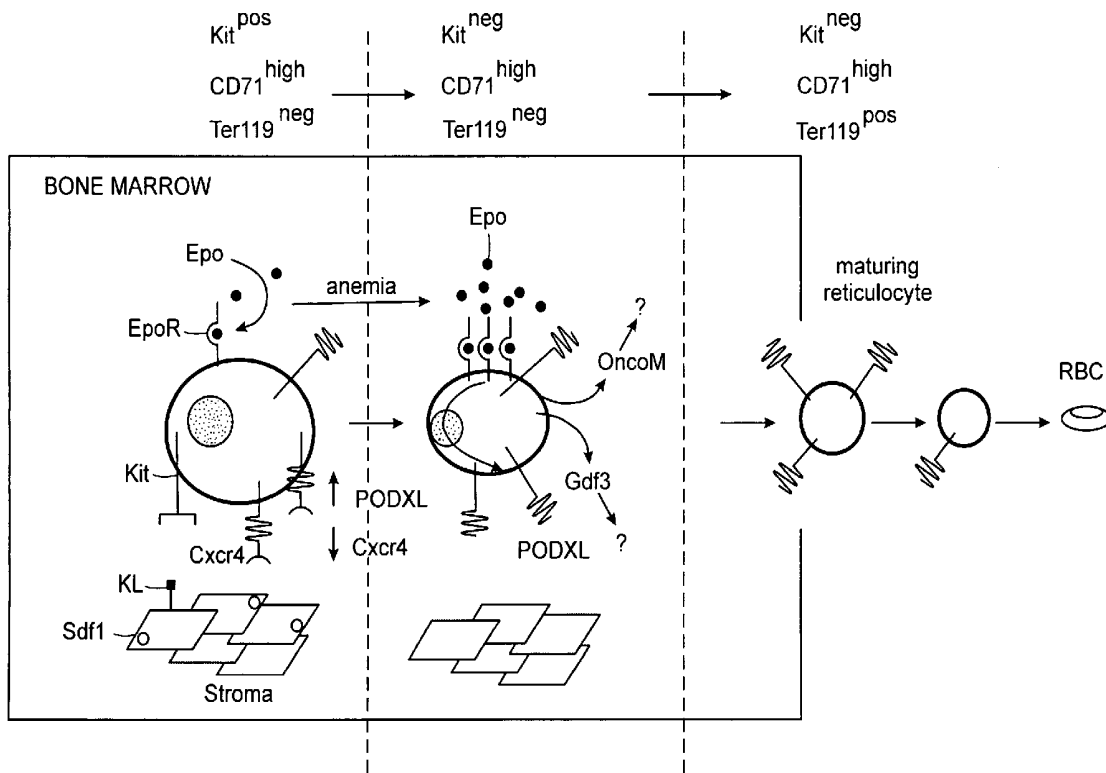 Kit^pos
CD71^high
Ter119^neg
Kit^neg
CD71^high
Ter119^neg
Kit^neg
CD71^high
Ter119^pos
BONE MARROW
Epo
EpoR
anemia
Kit
PODXL
Cxcr4
KL
Sdf1
Stroma
Epo
?
OncoM
Gdf3
?
PODXL
maturing
reticulocyte
RBC